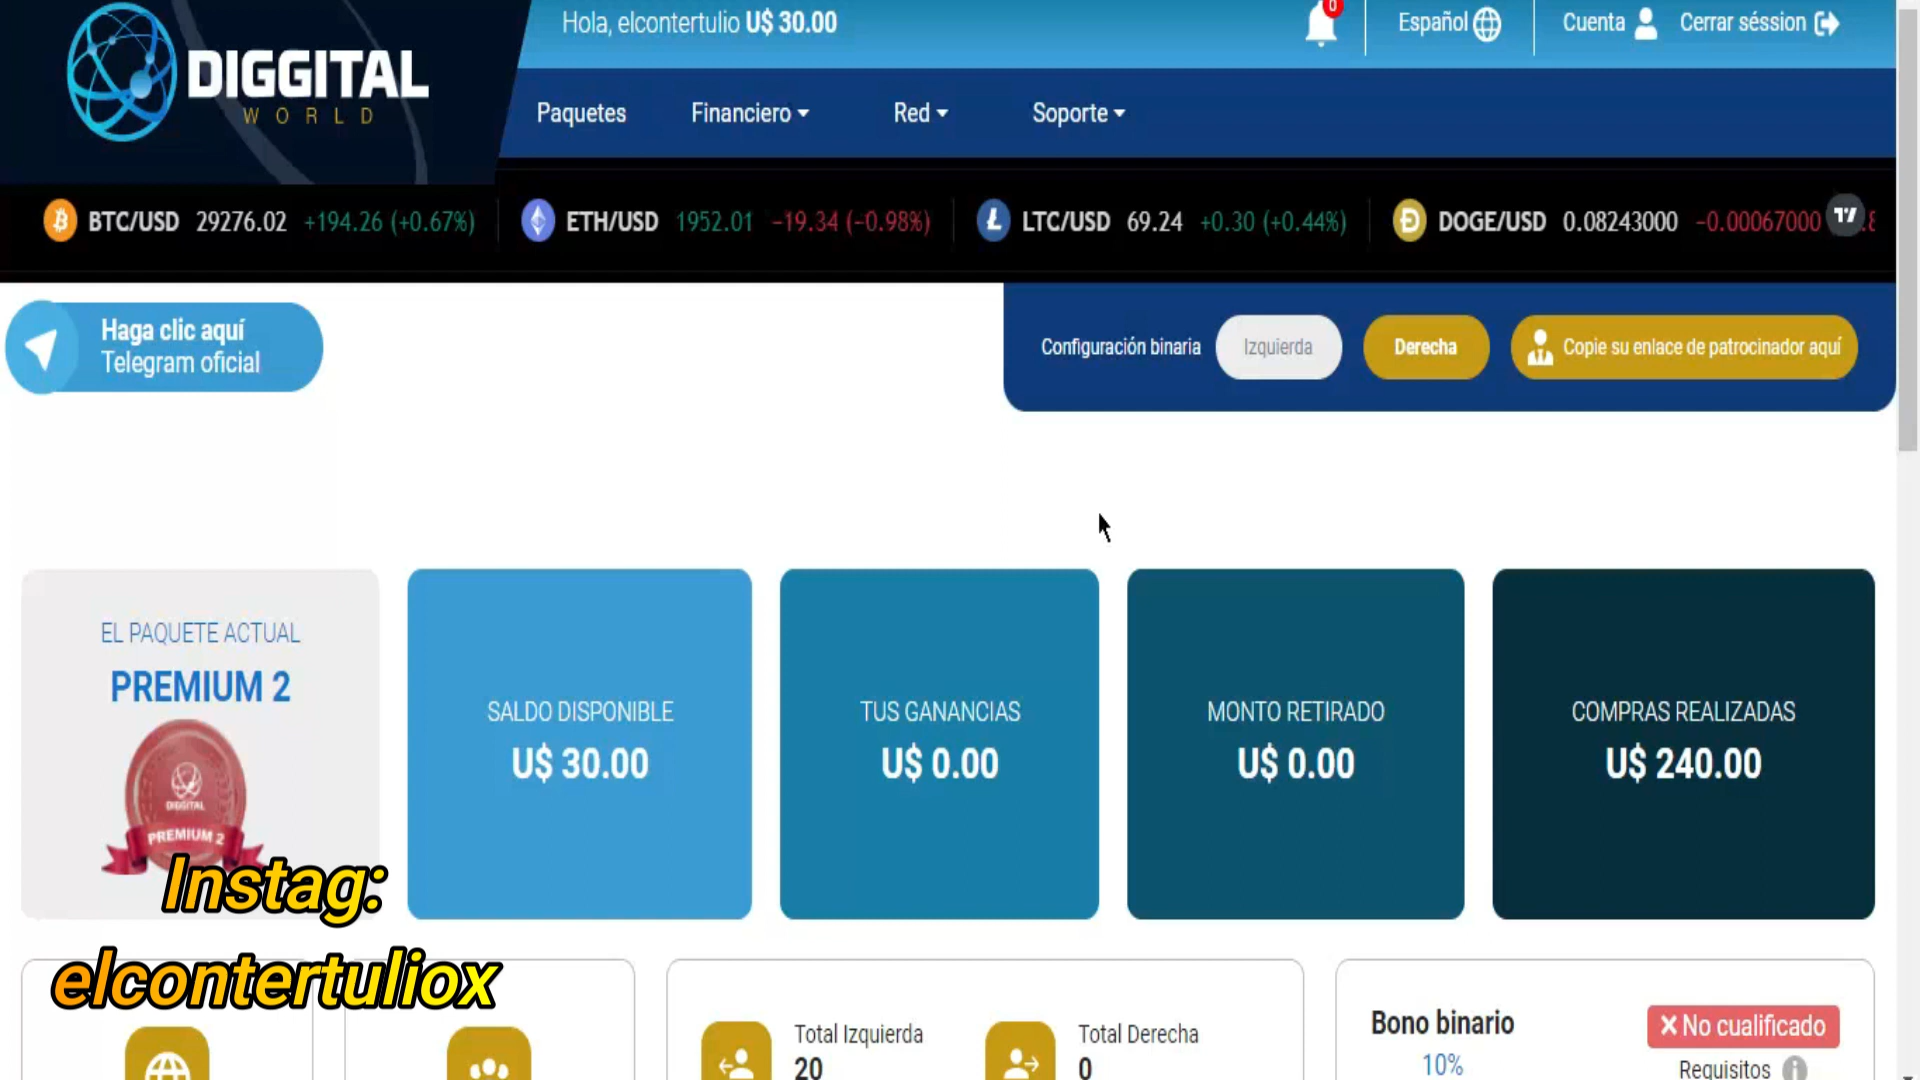 DIGGITAL
WORLD
Hola, elcontertulio U$ 30.00
0
Español
Cuenta
Cerrar séssion
Paquetes
Financiero
Red
Soporte
BTC/USD 29276.02 +194.26 (+0.67%)
ETH/USD 1952.01 −19.34 (−0.98%)
LTC/USD 69.24 +0.30 (+0.44%)
DOGE/USD 0.08243000 −0.00067000
Haga clic aquí
Telegram oficial
Configuración binaria
Izquierda
Derecha
Copie su enlace de patrocinador aquí
EL PAQUETE ACTUAL
PREMIUM 2
DIGGITAL
PREMIUM 2
SALDO DISPONIBLE
U$ 30.00
TUS GANANCIAS
U$ 0.00
MONTO RETIRADO
U$ 0.00
COMPRAS REALIZADAS
U$ 240.00
Instag:
elcontertuliox
Total Izquierda
20
Total Derecha
0
Bono binario
10%
No cualificado
Requisitos